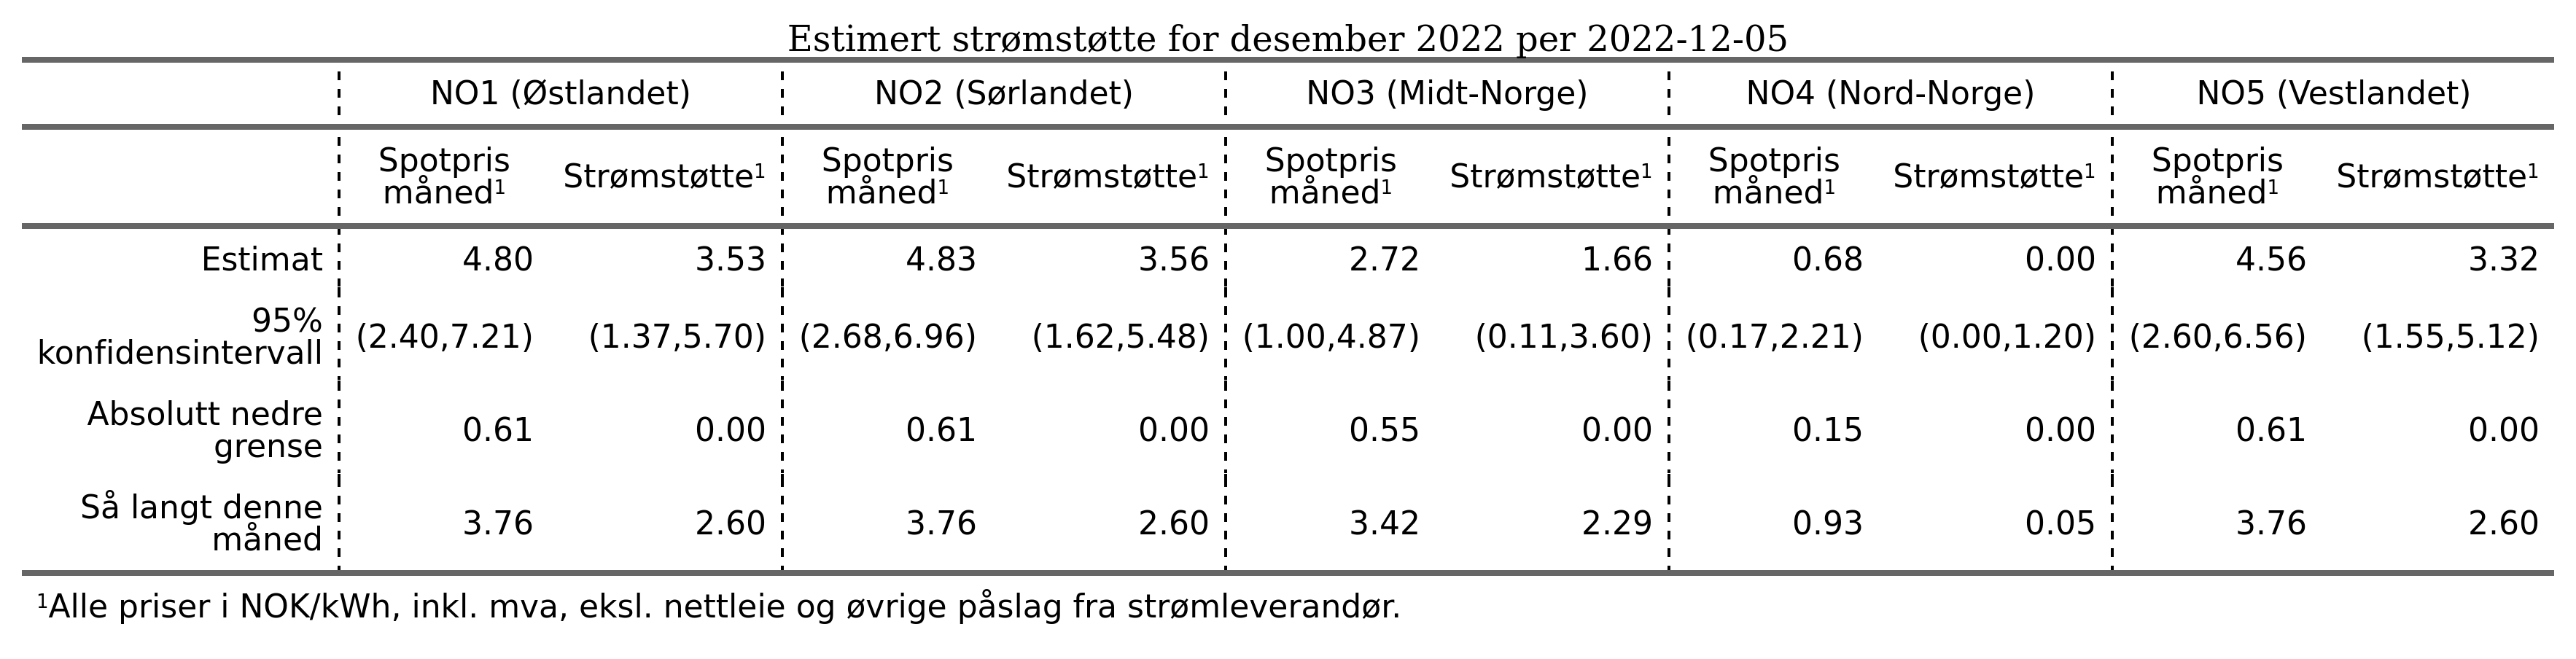 Estimert strømstøtte for desember 2022 per 2022-12-05
NO1 (Østlandet) NO2 (Sørlandet) NO3 (Midt-Norge) NO4 (Nord-Norge) NO5 (Vestlandet)
Spotpris måned¹ Strømstøtte¹ Spotpris måned¹ Strømstøtte¹ Spotpris måned¹ Strømstøtte¹ Spotpris måned¹ Strømstøtte¹ Spotpris måned¹ Strømstøtte¹
Estimat 4.80 3.53 4.83 3.56 2.72 1.66 0.68 0.00 4.56 3.32
95% konfidensintervall (2.40,7.21) (1.37,5.70) (2.68,6.96) (1.62,5.48) (1.00,4.87) (0.11,3.60) (0.17,2.21) (0.00,1.20) (2.60,6.56) (1.55,5.12)
Absolutt nedre grense 0.61 0.00 0.61 0.00 0.55 0.00 0.15 0.00 0.61 0.00
Så langt denne måned 3.76 2.60 3.76 2.60 3.42 2.29 0.93 0.05 3.76 2.60
¹Alle priser i NOK/kWh, inkl. mva, eksl. nettleie og øvrige påslag fra strømleverandør.